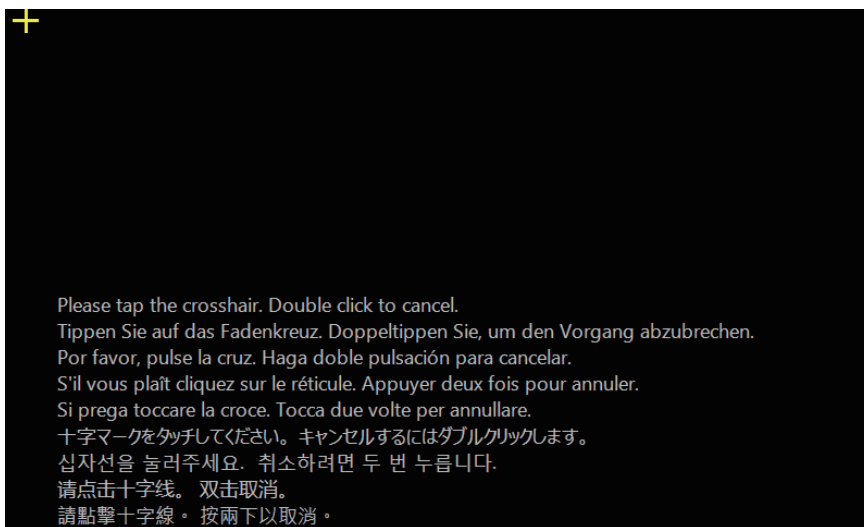 Please tap the crosshair. Double click to cancel.
Tippen Sie auf das Fadenkreuz. Doppeltippen Sie, um den Vorgang abzubrechen.
Por favor, pulse la cruz. Haga doble pulsación para cancelar.
S'il vous plaît cliquez sur le réticule. Appuyer deux fois pour annuler.
Si prega toccare la croce. Tocca due volte per annullare.
十字マークをタッチしてください。キャンセルするにはダブルクリックします。
십자선을 눌러주세요. 취소하려면 두 번 누릅니다.
请点击十字线。 双击取消。
請點擊十字線。 按兩下以取消。